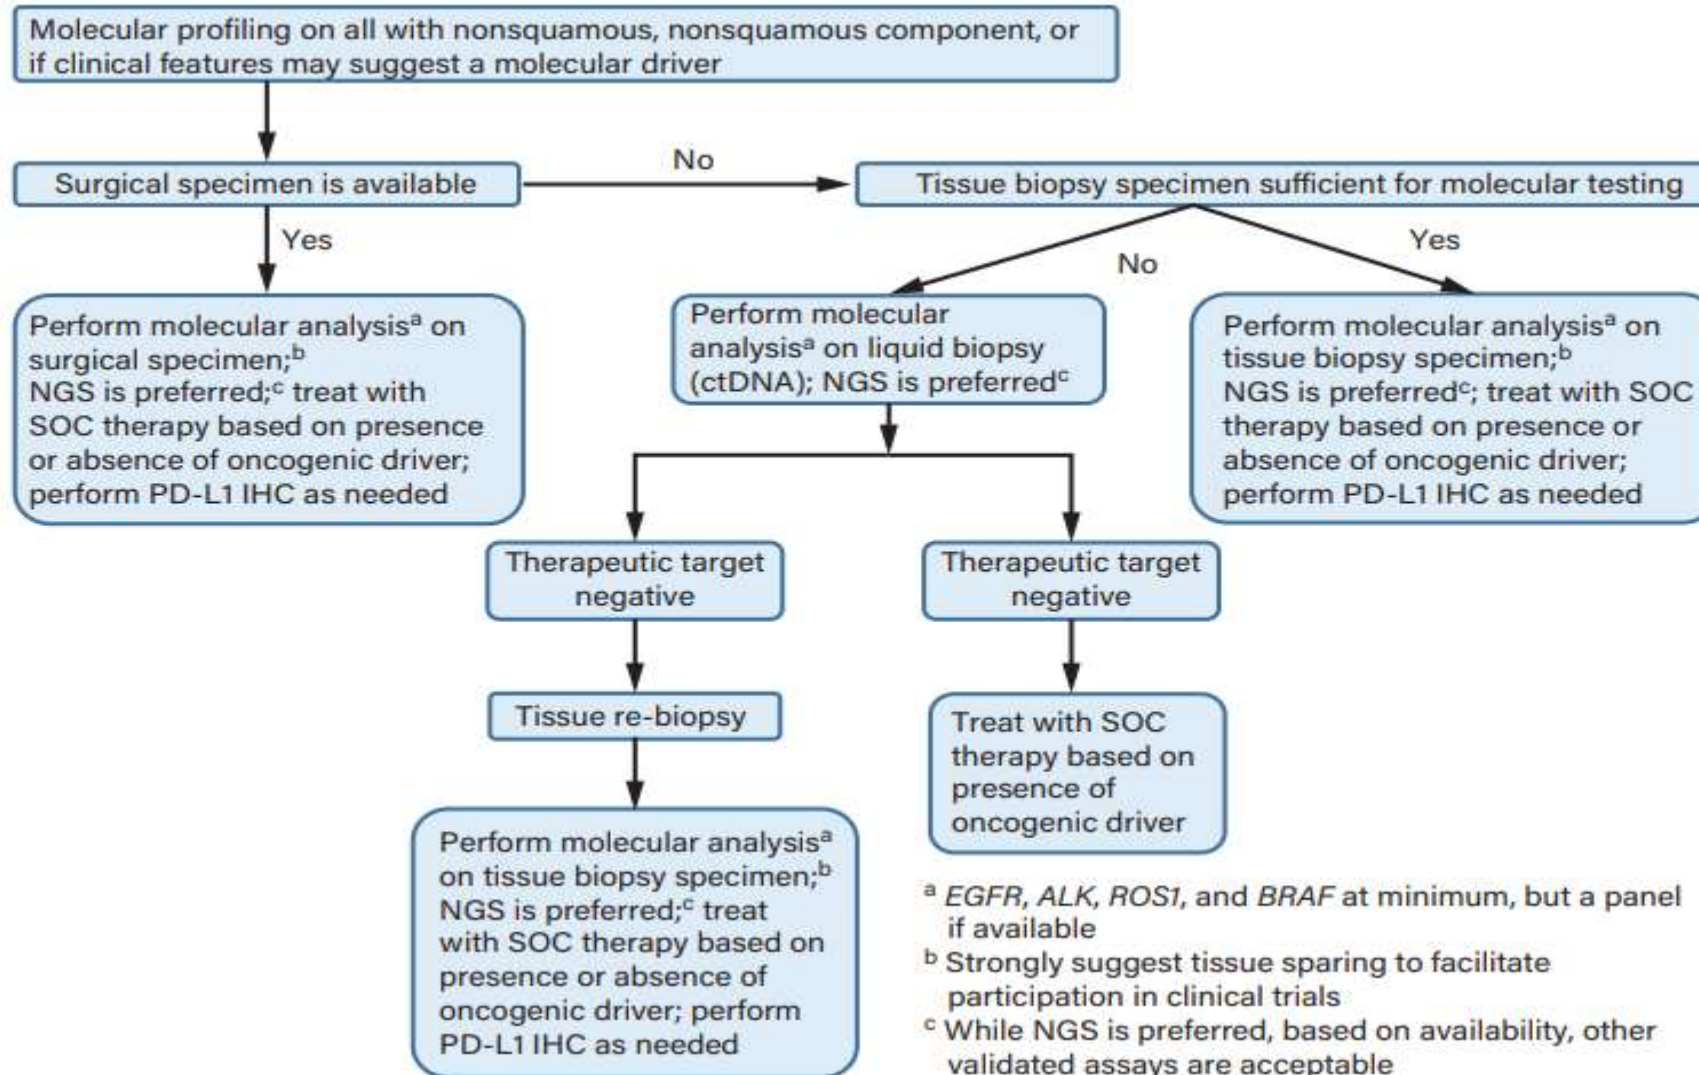 Molecular profiling on all with nonsquamous, nonsquamous component, or
if clinical features may suggest a molecular driver
Surgical specimen is available
No
Tissue biopsy specimen sufficient for molecular testing
Yes
No
Yes
Perform molecular analysisᵃ on
surgical specimen;ᵇ
NGS is preferred;ᶜ treat with
SOC therapy based on presence
or absence of oncogenic driver;
perform PD-L1 IHC as needed
Perform molecular
analysisᵃ on liquid biopsy
(ctDNA); NGS is preferredᶜ
Perform molecular analysisᵃ on
tissue biopsy specimen;ᵇ
NGS is preferredᶜ; treat with SOC
therapy based on presence or
absence of oncogenic driver;
perform PD-L1 IHC as needed
Therapeutic target
negative
Therapeutic target
negative
Tissue re-biopsy
Treat with SOC
therapy based on
presence of
oncogenic driver
Perform molecular analysisᵃ
on tissue biopsy specimen;ᵇ
NGS is preferred;ᶜ treat
with SOC therapy based on
presence or absence of
oncogenic driver; perform
PD-L1 IHC as needed
ᵃ EGFR, ALK, ROS1, and BRAF at minimum, but a panel
if available
ᵇ Strongly suggest tissue sparing to facilitate
participation in clinical trials
ᶜ While NGS is preferred, based on availability, other
validated assays are acceptable